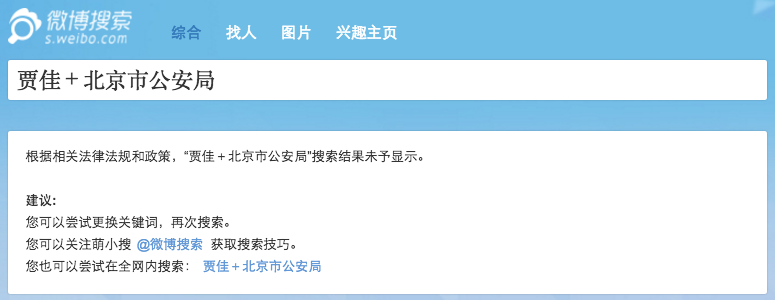 微博搜索
s.weibo.com
综合 找人 图片 兴趣主页
贾佳＋北京市公安局
根据相关法律法规和政策，“贾佳＋北京市公安局”搜索结果未予显示。
建议:
您可以尝试更换关键词，再次搜索。
您可以关注萌小搜 @微博搜索 获取搜索技巧。
您也可以尝试在全网内搜索： 贾佳＋北京市公安局